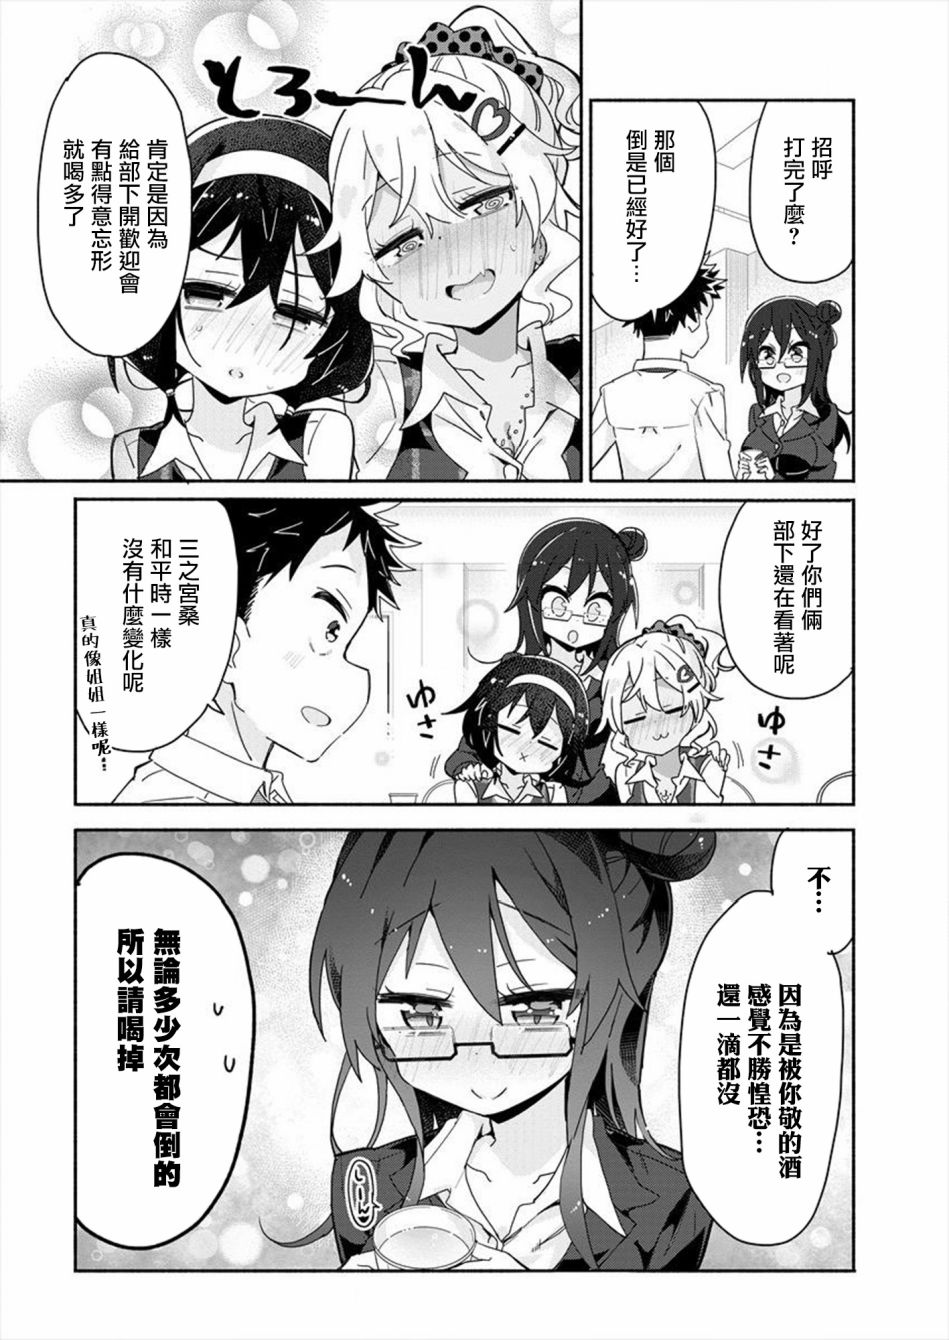 招呼
打完了麼?
那個
倒是已經好了…
とろーん
肯定是因為
給部下開歡迎會
有點得意忘形
就喝多了
好了你們倆
部下還在看著呢
ゆさ
ゆさ
三之宮桑
和平時一樣
沒有什麼變化呢
真的像姐姐一樣呢!
不…
因為是被你敬的酒
感覺不勝惶恐…
還一滴都沒
じーん
無論多少次都會倒的
所以請喝掉